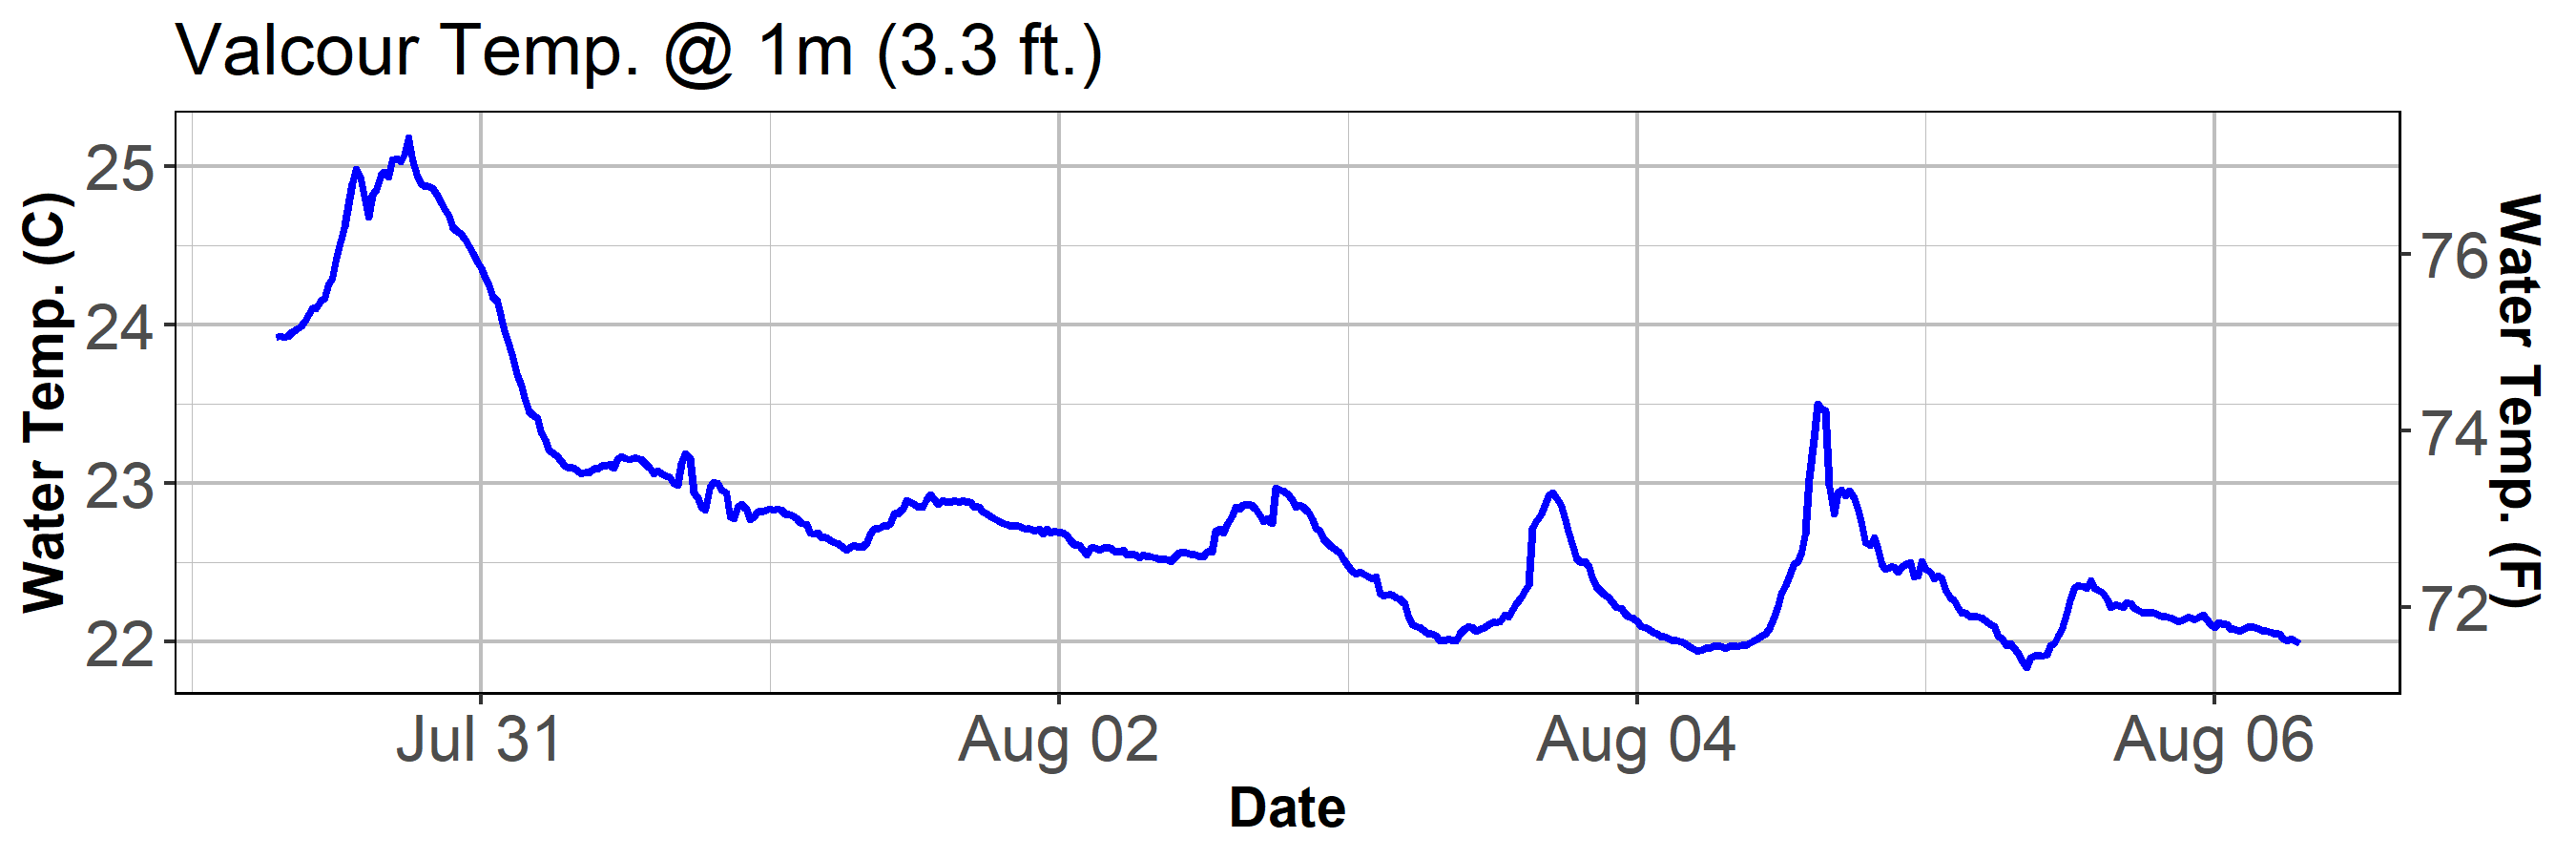 Valcour Temp. @ 1m (3.3 ft.)
Water Temp. (C)
25
24
23
22
76
74
72
Water Temp. (F)
Jul 31
Aug 02
Aug 04
Aug 06
Date